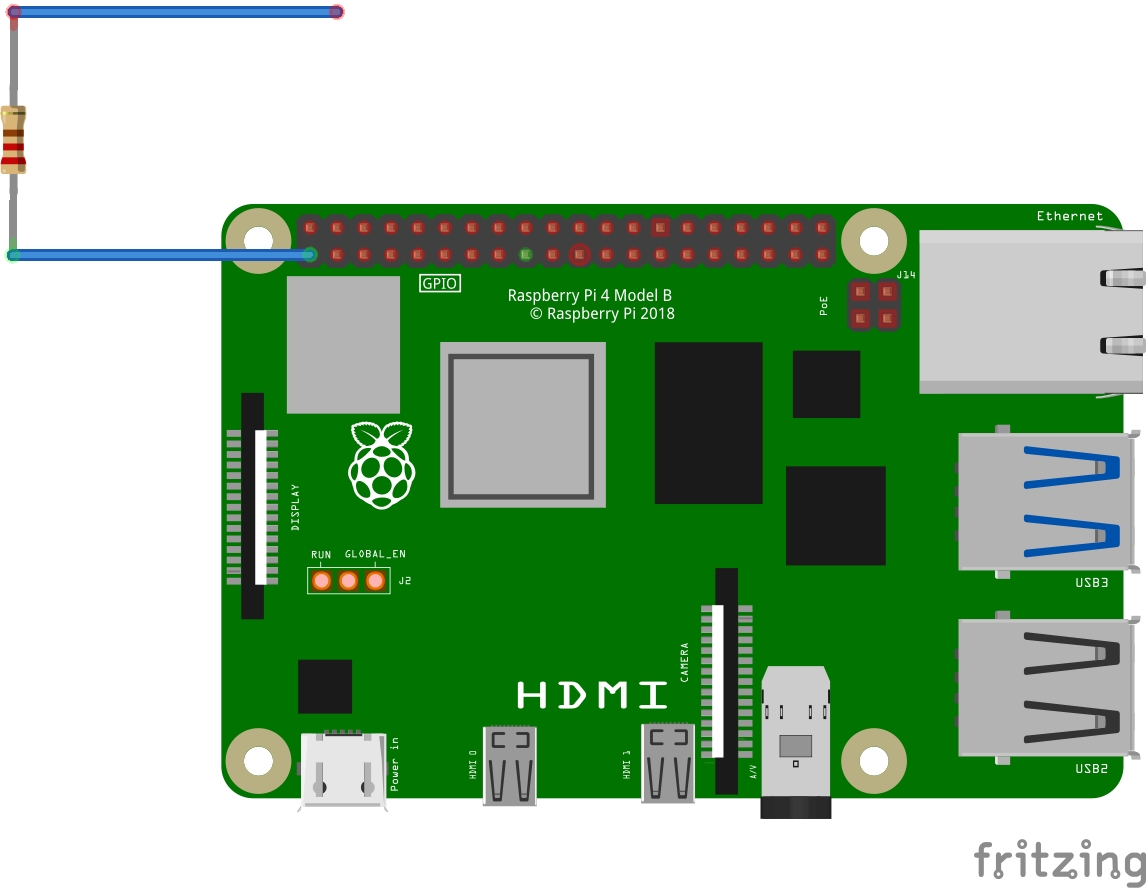 Ethernet
J14
GPIO
Raspberry Pi 4 Model B
© Raspberry Pi 2018
PoE
DISPLAY
RUN
GLOBAL_EN
J2
USB3
CAMERA
HDMI
Power in
HDMI 0
HDMI 1
A/V
USB2
fritzing